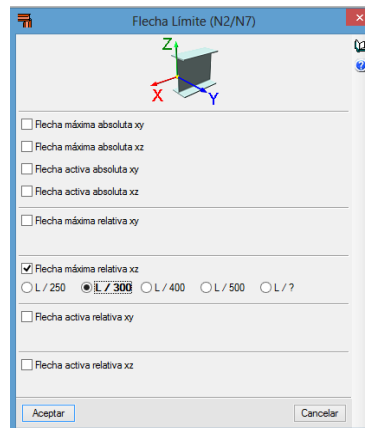 Flecha Límite (N2/N7)
Z
X
Y
Flecha máxima absoluta xy
Flecha máxima absoluta xz
Flecha activa absoluta xy
Flecha activa absoluta xz
Flecha máxima relativa xy
Flecha máxima relativa xz
L / 250 L / 300 L / 400 L / 500 L / ?
Flecha activa relativa xy
Flecha activa relativa xz
Aceptar Cancelar